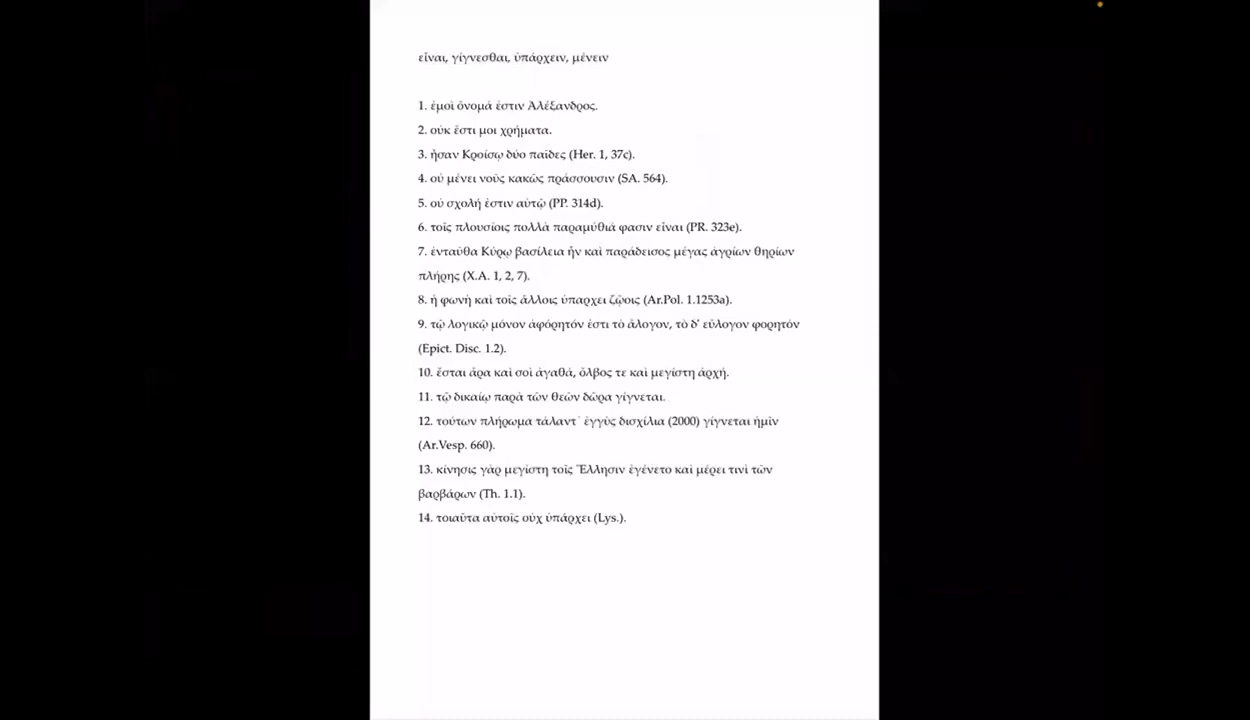 εἶναι, γίγνεσθαι, ὑπάρχειν, μένειν
1. ἐμοὶ ὄνομά ἐστιν Ἀλέξανδρος.
2. οὐκ ἔστι μοι χρήματα.
3. ἦσαν Κροίσῳ δύο παῖδες (Her. 1, 37c).
4. οὐ μένει νοῦς κακῶς πράσσουσιν (SA. 564).
5. οὐ σχολή ἐστιν αὐτῷ (PP. 314d).
6. τοῖς πλουσίοις πολλὰ παραμύθιά φασιν εἶναι (PR. 323e).
7. ἐνταῦθα Κύρῳ βασίλεια ἦν καὶ παράδεισος μέγας ἀγρίων θηρίων
πλήρης (X.A. 1, 2, 7).
8. ἡ φωνὴ καὶ τοῖς ἄλλοις ὑπαρχει ζῴοις (Ar.Pol. 1.1253a).
9. τῷ λογικῷ μόνον ἀφόρητόν ἐστι τὸ ἄλογον, τὸ δ' εὔλογον φορητόν
(Epict. Disc. 1.2).
10. ἔσται ἄρα καὶ σοὶ ἀγαθά, ὄλβος τε καὶ μεγίστη ἀρχή.
11. τῷ δικαίῳ παρὰ τῶν θεῶν δῶρα γίγνεται.
12. τούτων πλήρωμα τάλαντ᾽ ἐγγὺς δισχίλια (2000) γίγνεται ἡμῖν
(Ar.Vesp. 660).
13. κίνησις γὰρ μεγίστη τοῖς Ἕλλησιν ἐγένετο καὶ μέρει τινὶ τῶν
βαρβάρων (Th. 1.1).
14. τοιαῦτα αὐτοῖς οὐχ ὑπάρχει (Lys.).